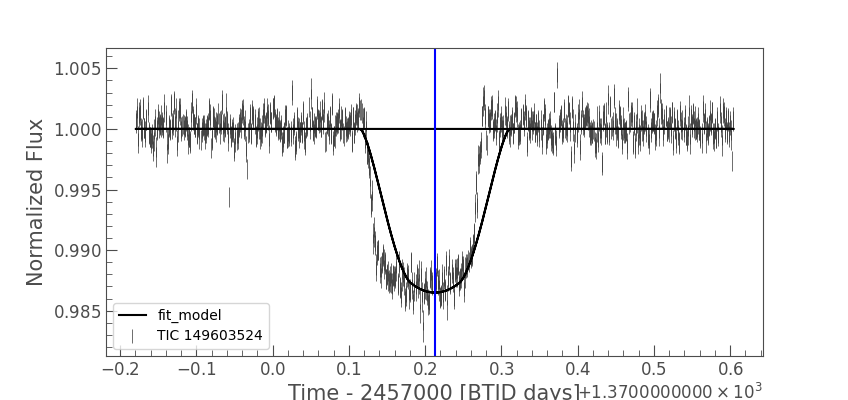 1.005
1.000
0.995
0.990
0.985
Normalized Flux
fit_model
TIC 149603524
−0.2 −0.1 0.0 0.1 0.2 0.3 0.4 0.5 0.6
Time - 2457000 [BTJD days]
+1.3700000000 × 10³